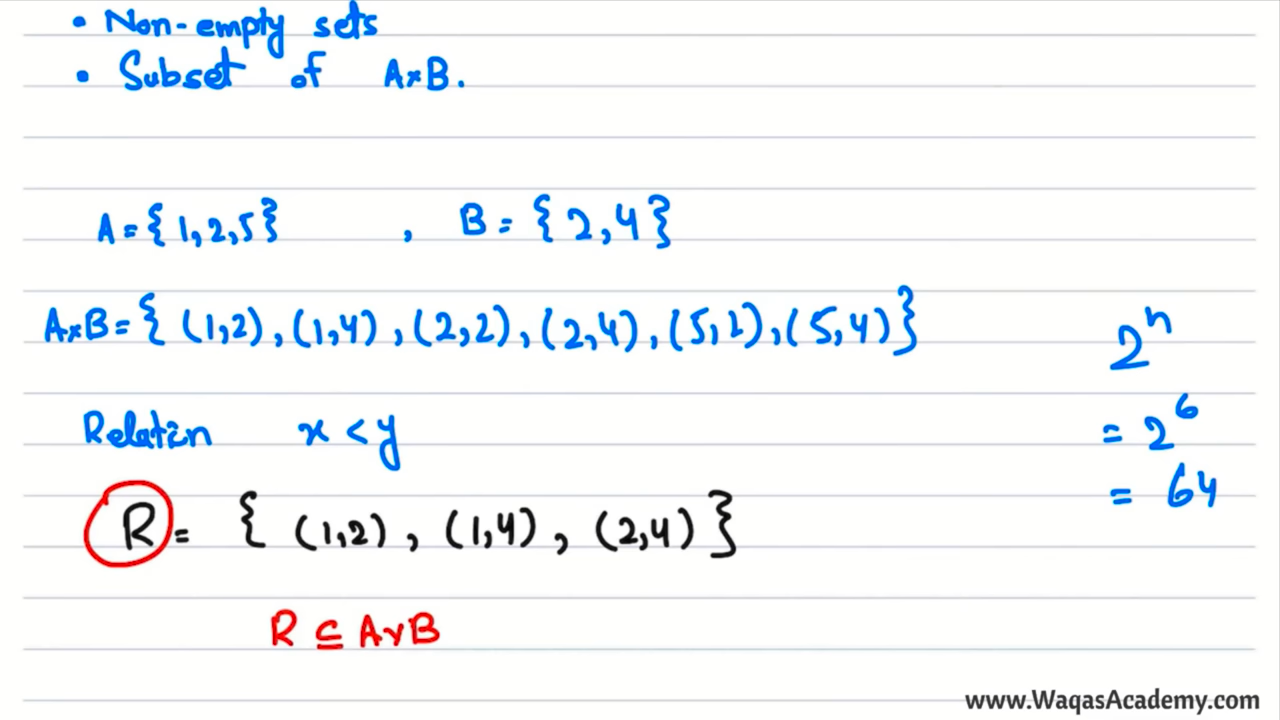 • Non-empty sets
• Subset of A×B.
A = {1,2,5} , B = {2,4}
A×B = { (1,2), (1,4), (2,2), (2,4), (5,2), (5,4) }
2ⁿ
Relation x < y
= 2⁶
= 64
R = { (1,2), (1,4), (2,4) }
R ⊆ A×B
www.WaqasAcademy.com